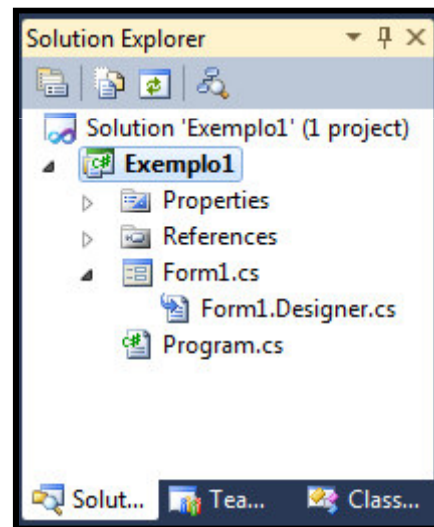 Solution Explorer
Solution 'Exemplo1' (1 project)
Exemplo1
Properties
References
Form1.cs
Form1.Designer.cs
Program.cs
Solut... Tea... Class...